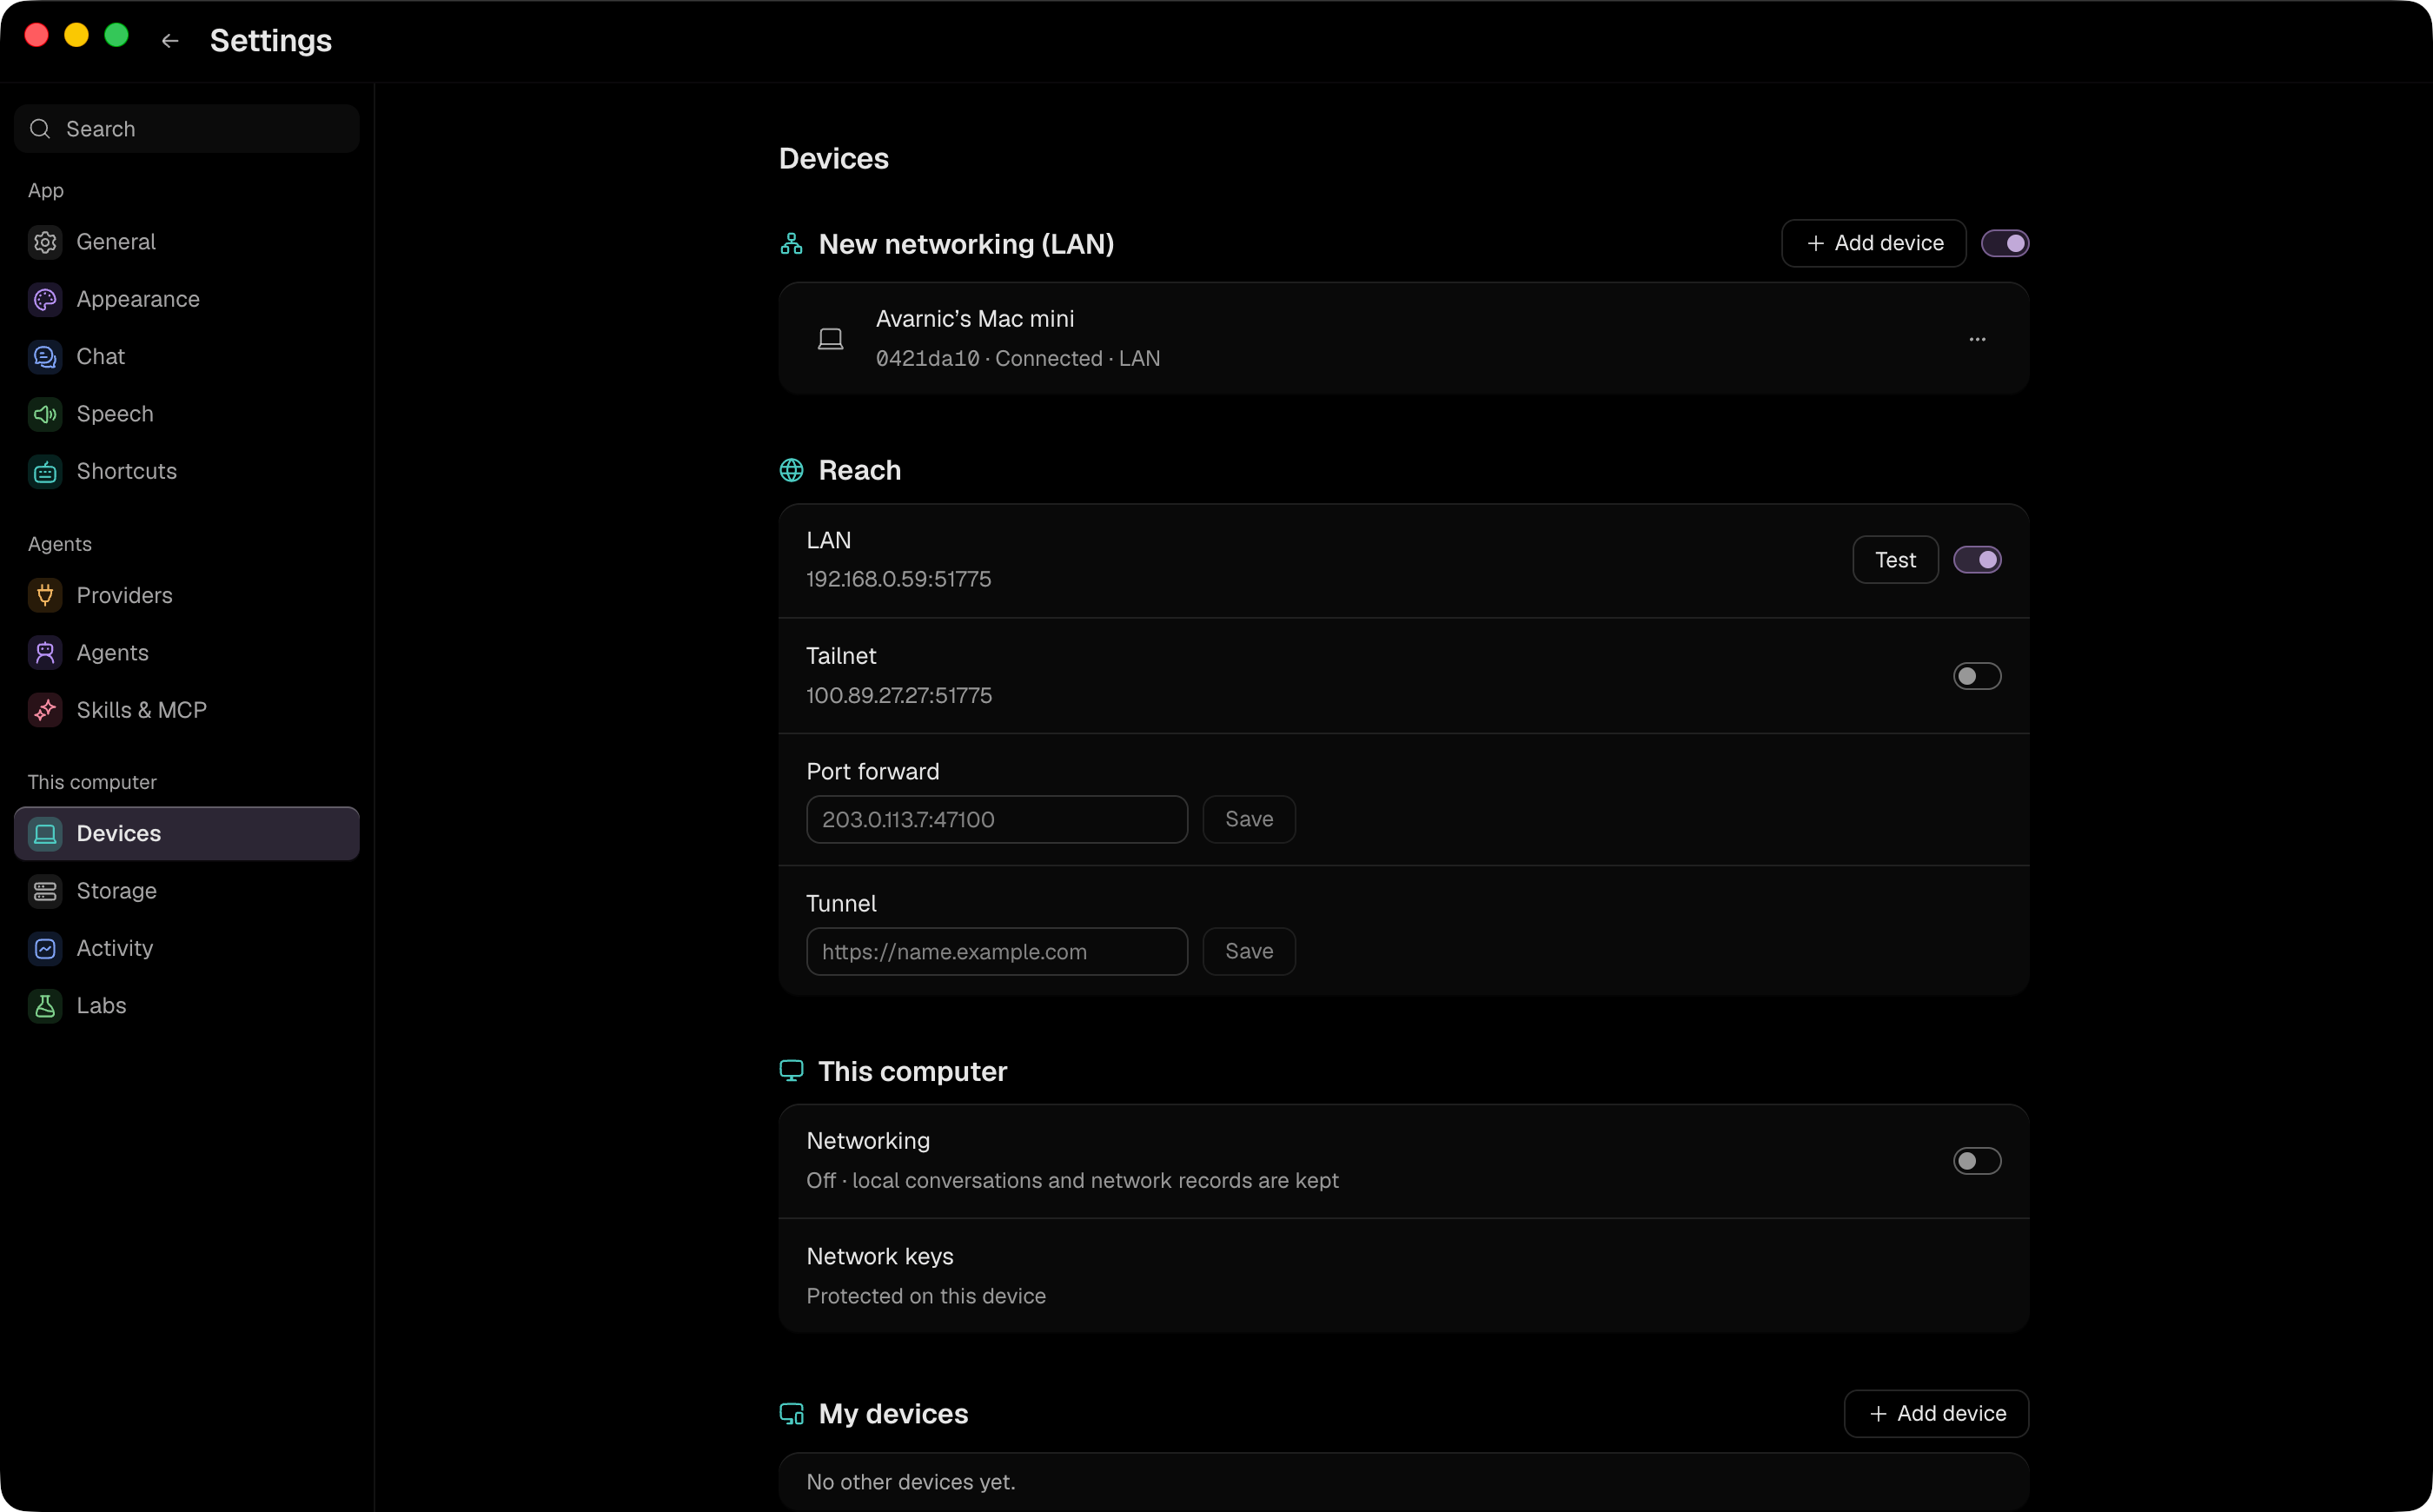 Settings
Search
App
General
Appearance
Chat
Speech
Shortcuts
Agents
Providers
Agents
Skills & MCP
This computer
Devices
Storage
Activity
Labs
Devices
New networking (LAN)
+ Add device
Avarnic’s Mac mini
0421da10 · Connected · LAN
Reach
LAN
192.168.0.59:51775
Test
Tailnet
100.89.27.27:51775
Port forward
203.0.113.7:47100
Save
Tunnel
https://name.example.com
Save
This computer
Networking
Off · local conversations and network records are kept
Network keys
Protected on this device
My devices
+ Add device
No other devices yet.